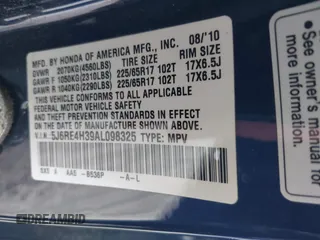 MFD. BY HONDA OF AMERICA MFG., INC. 08/'10
GVWR 2070KG(4560LBS) TIRE SIZE RIM SIZE
GAWR F 1050KG(2310LBS) 225/65R17 102T 17X6.5J
GAWR R 1040KG(2290LBS) 225/65R17 102T 17X6.5J
THIS VEHICLE CONFORMS TO ALL APPLICABLE
FEDERAL MOTOR VEHICLE SAFETY AND
THEFT PREVENTION STANDARDS IN EFFECT ON
THE DATE OF MANUFACTURE SHOWN ABOVE.
V.I.N. 5J6RE4H39AL098325 TYPE: MPV
SAS A AAS -B536P -A-L
DREAMBID